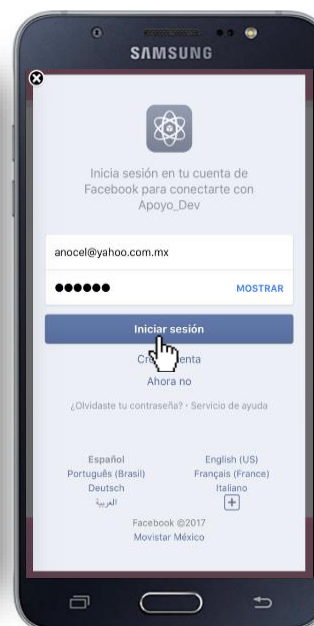 SAMSUNG
Inicia sesión en tu cuenta de
Facebook para conectarte con
Apoyo_Dev
anocel@yahoo.com.mx
●●●●●● MOSTRAR
Iniciar sesión
Ahora no
¿Olvidaste tu contraseña? · Servicio de ayuda
Español English (US)
Português (Brasil) Français (France)
Deutsch Italiano
العربية
Facebook ©2017
Movistar México